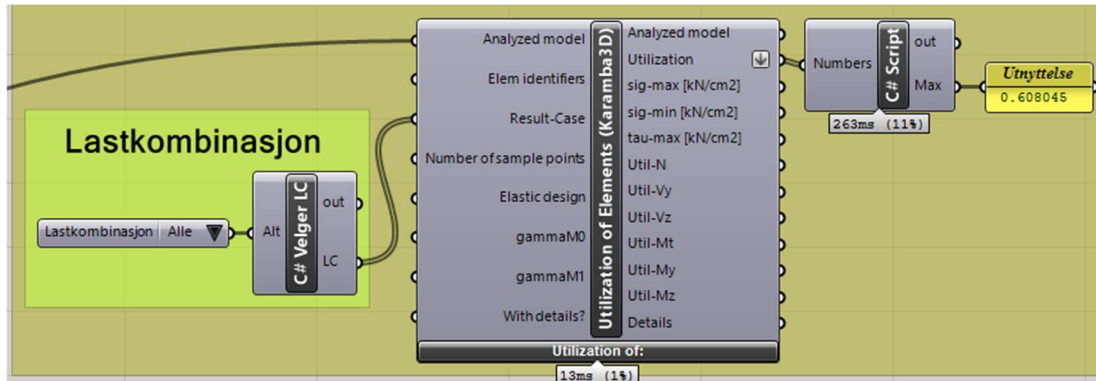 Lastkombinasjon
Lastkombinasjon Alle
Alt
C# Velger LC
out
LC
Analyzed model
Elem identifiers
Result-Case
Number of sample points
Elastic design
gammaM0
gammaM1
With details?
Utilization of Elements (Karamba3D)
Analyzed model
Utilization
sig-max [kN/cm2]
sig-min [kN/cm2]
tau-max [kN/cm2]
Util-N
Util-Vy
Util-Vz
Util-Mt
Util-My
Util-Mz
Details
Utilization of:
13ms (1%)
Numbers
C# Script
out
Max
263ms (11%)
Utnyttelse
0.608045